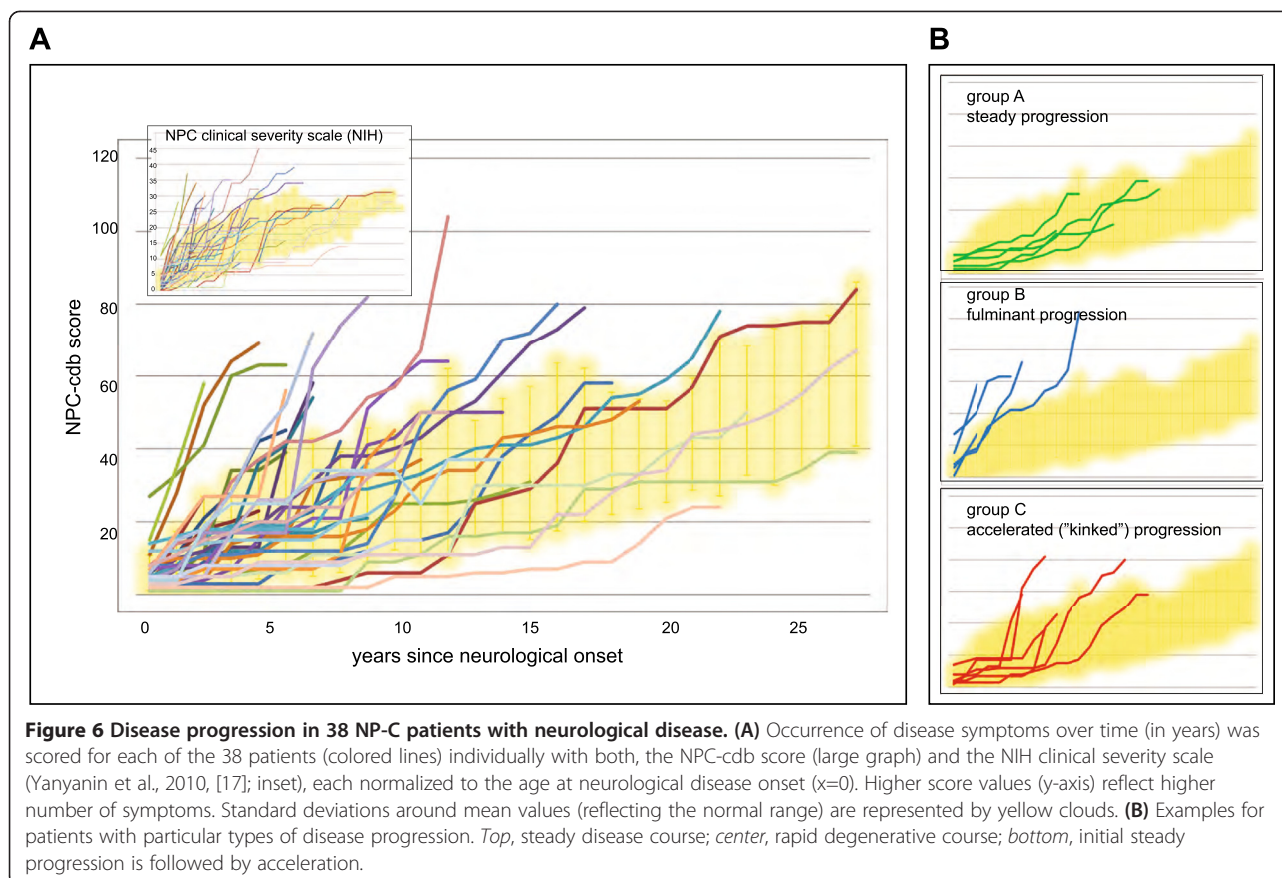 A
NPC clinical severity scale (NIH)
45
40
35
30
25
20
15
10
5
0
120
100
80
60
40
20
NPC-cdb score
0 5 10 15 20 25
years since neurological onset
B
group A
steady progression
group B
fulminant progression
group C
accelerated ("kinked") progression
Figure 6 Disease progression in 38 NP-C patients with neurological disease. (A) Occurrence of disease symptoms over time (in years) was
scored for each of the 38 patients (colored lines) individually with both, the NPC-cdb score (large graph) and the NIH clinical severity scale
(Yanyanin et al., 2010, [17]; inset), each normalized to the age at neurological disease onset (x=0). Higher score values (y-axis) reflect higher
number of symptoms. Standard deviations around mean values (reflecting the normal range) are represented by yellow clouds. (B) Examples for
patients with particular types of disease progression. Top, steady disease course; center, rapid degenerative course; bottom, initial steady
progression is followed by acceleration.